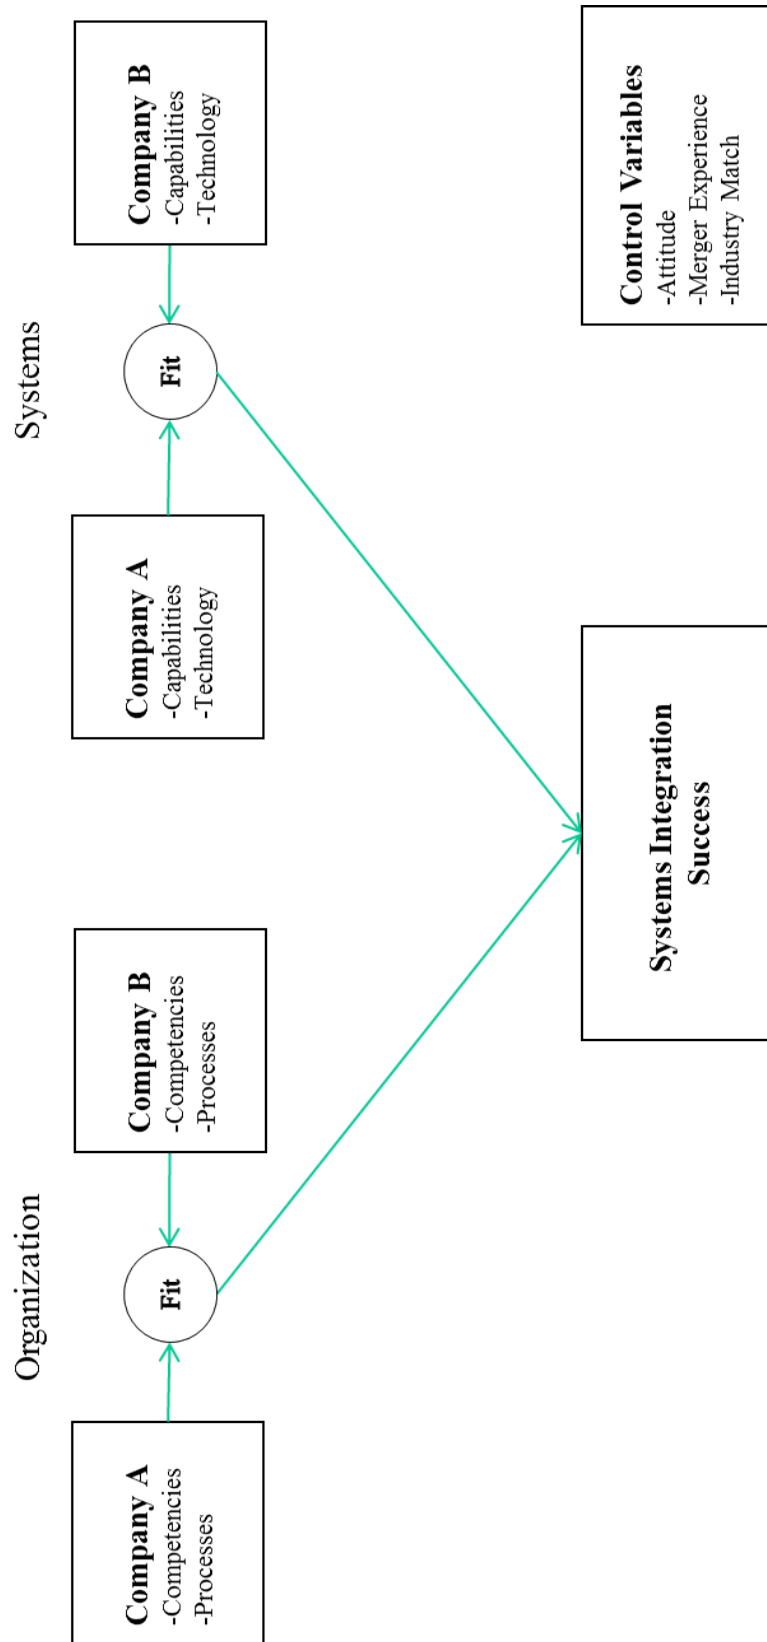 Organization
Systems
Company A
-Competencies
-Processes
Fit
Company B
-Competencies
-Processes
Company A
-Capabilities
-Technology
Fit
Company B
-Capabilities
-Technology
Systems Integration
Success
Control Variables
-Attitude
-Merger Experience
-Industry Match